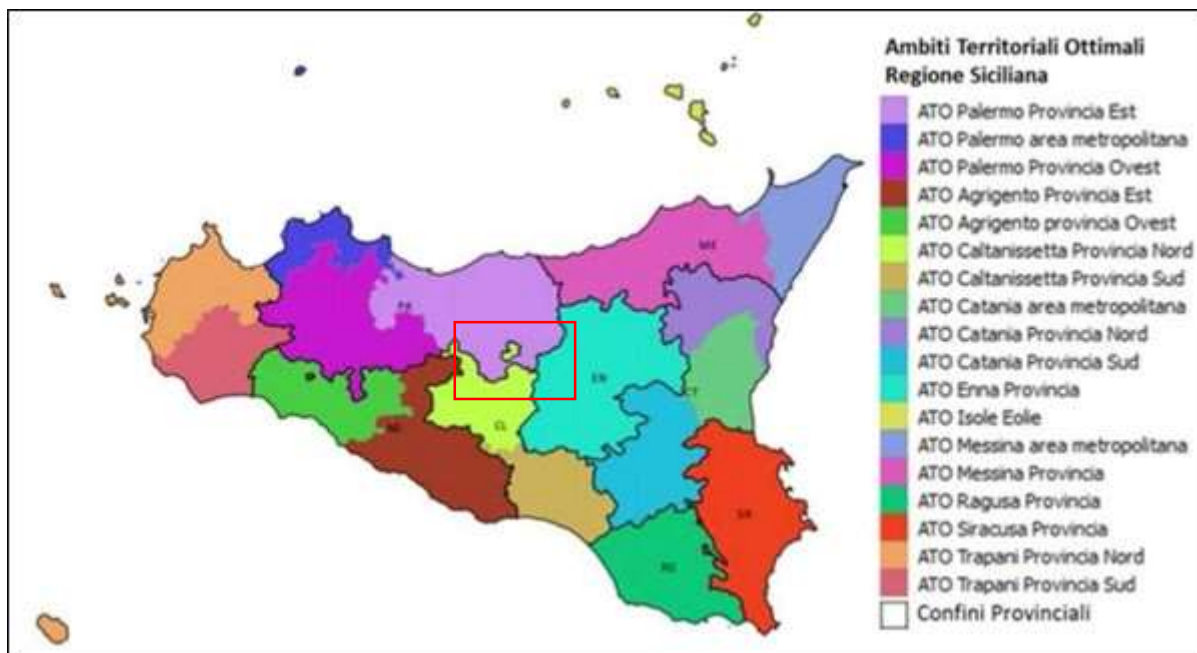 Ambiti Territoriali Ottimali
Regione Siciliana
ATO Palermo Provincia Est
ATO Palermo area metropolitana
ATO Palermo Provincia Ovest
ATO Agrigento Provincia Est
ATO Agrigento provincia Ovest
ATO Caltanissetta Provincia Nord
ATO Caltanissetta Provincia Sud
ATO Catania area metropolitana
ATO Catania Provincia Nord
ATO Catania Provincia Sud
ATO Enna Provincia
ATO Isole Eolie
ATO Messina area metropolitana
ATO Messina Provincia
ATO Ragusa Provincia
ATO Siracusa Provincia
ATO Trapani Provincia Nord
ATO Trapani Provincia Sud
Confini Provinciali
ME
PA
EN
CT
CL
SR
RG